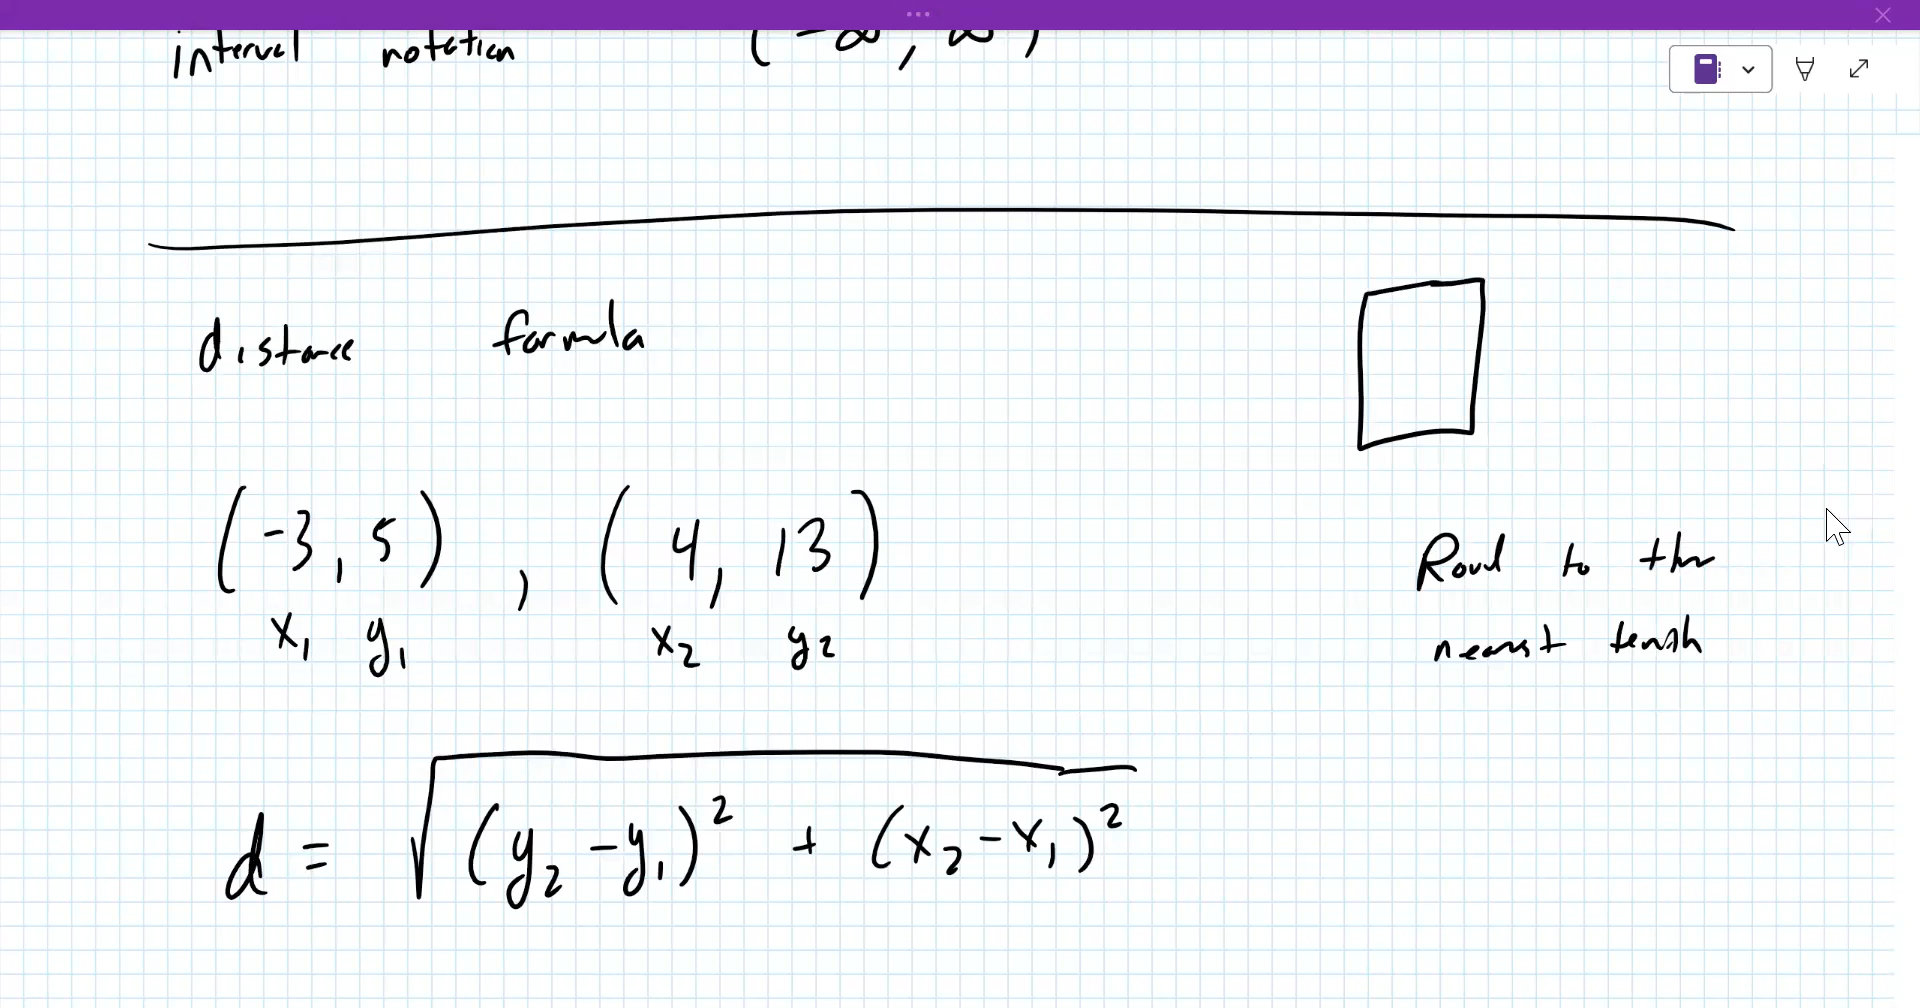 interval notation (-∞, ∞)
distance formula
(-3, 5), (4, 13)
x₁ y₁ x₂ y₂
Round to the
nearest tenth
d = √((y₂-y₁)² + (x₂-x₁)²)